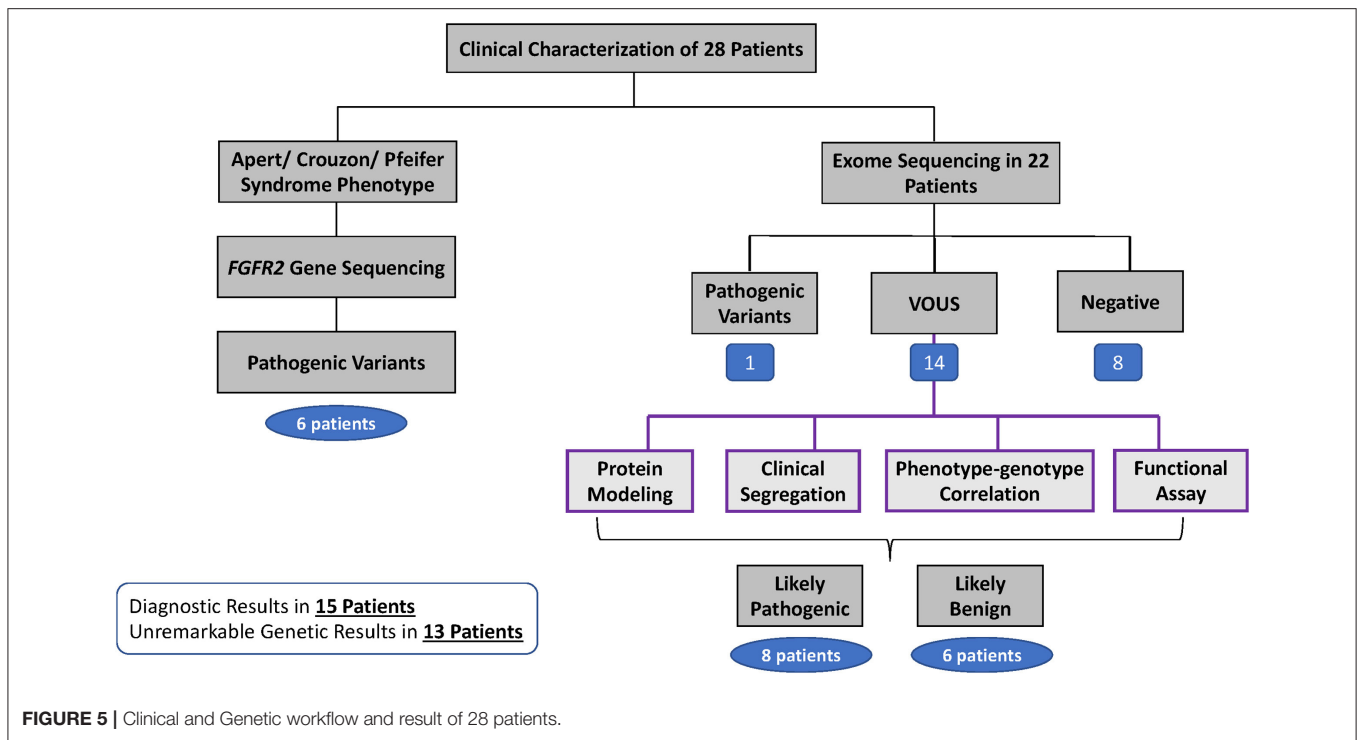 Clinical Characterization of 28 Patients
Apert/ Crouzon/ Pfeifer
Syndrome Phenotype
FGFR2 Gene Sequencing
Pathogenic Variants
6 patients
Exome Sequencing in 22
Patients
Pathogenic
Variants
VOUS
Negative
1
14
8
Protein
Modeling
Clinical
Segregation
Phenotype-genotype
Correlation
Functional
Assay
Likely
Pathogenic
Likely
Benign
8 patients
6 patients
Diagnostic Results in 15 Patients
Unremarkable Genetic Results in 13 Patients
FIGURE 5 | Clinical and Genetic workflow and result of 28 patients.